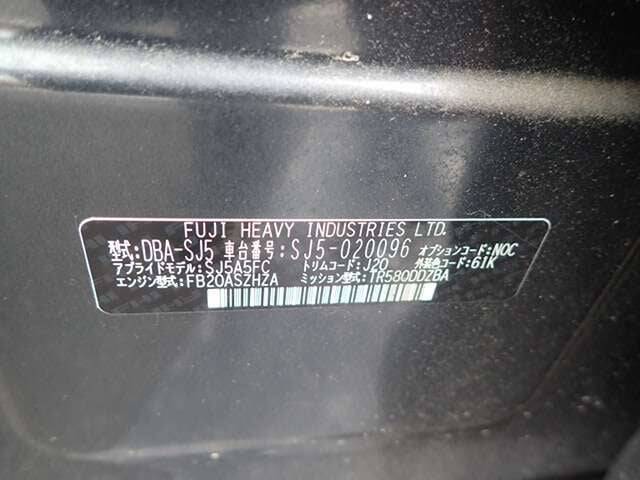 FUJI HEAVY INDUSTRIES LTD.
型式:DBA-SJ5 車台番号:SJ5-020096 オプションコード:NOC
アプライドモデル:SJ5A5FC トリムコード:J20 外装色コード:61K
エンジン型式:FB20ASZHZA ミッション型式:TR580DDZBA